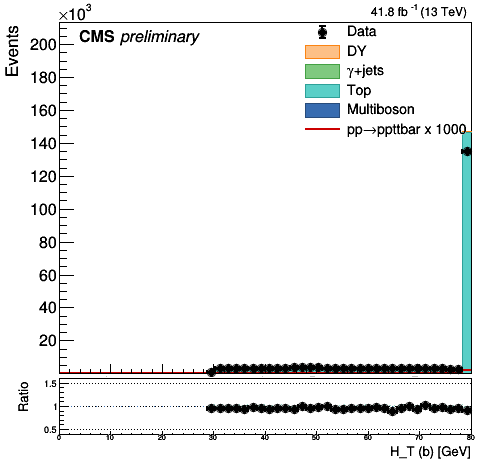 ×10³
41.8 fb⁻¹ (13 TeV)
CMS preliminary
Events
Data
DY
γ+jets
Top
Multiboson
pp→ppttbar x 1000
200
180
160
140
120
100
80
60
40
20
Ratio
1.5
1
0.5
0 10 20 30 40 50 60 70 80
H_T (b) [GeV]